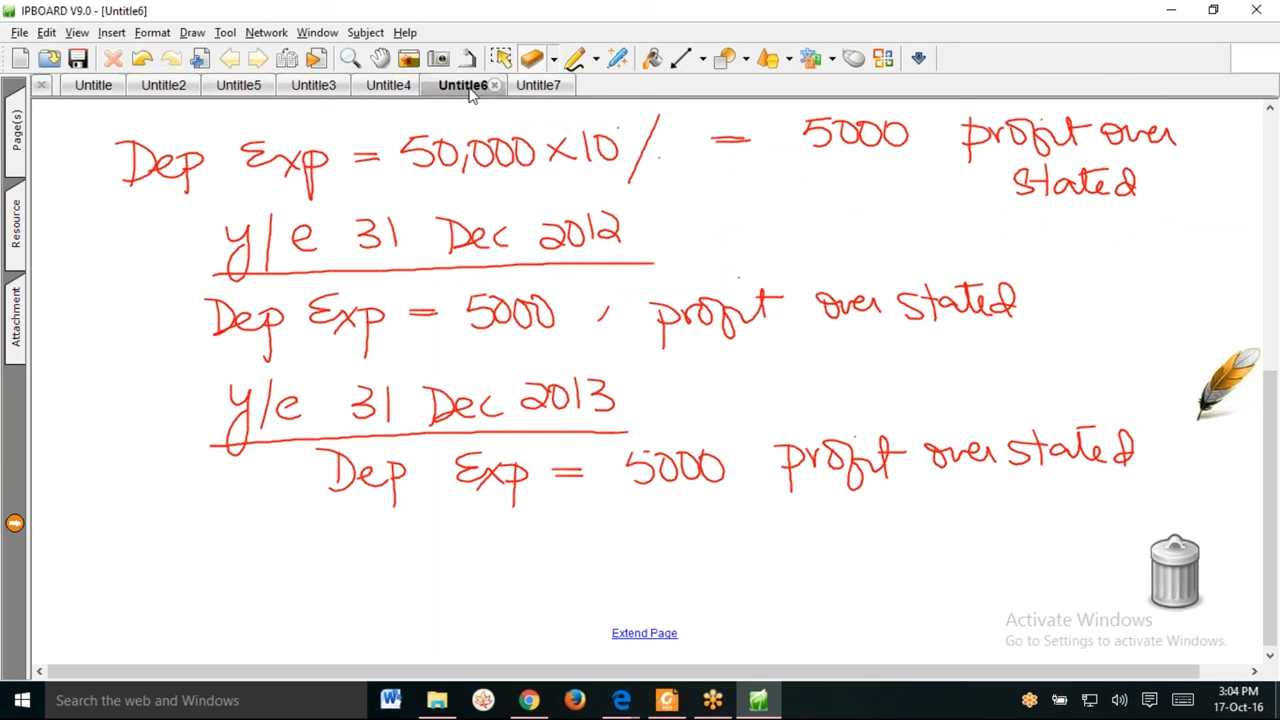 IPBOARD V9.0 - [Untitle6]
File Edit View Insert Format Draw Tool Network Window Subject Help
Untitle Untitle2 Untitle5 Untitle3 Untitle4 Untitle6 Untitle7
Page(s)
Resource
Attachment
Dep Exp = 50,000 × 10 % = 5000 profit over
stated
y/e 31 Dec 2012
Dep Exp = 5000 , profit over stated
y/e 31 Dec 2013
Dep Exp = 5000 profit over stated
Extend Page
Activate Windows
Go to Settings to activate Windows.
Search the web and Windows
3:04 PM
17-Oct-16